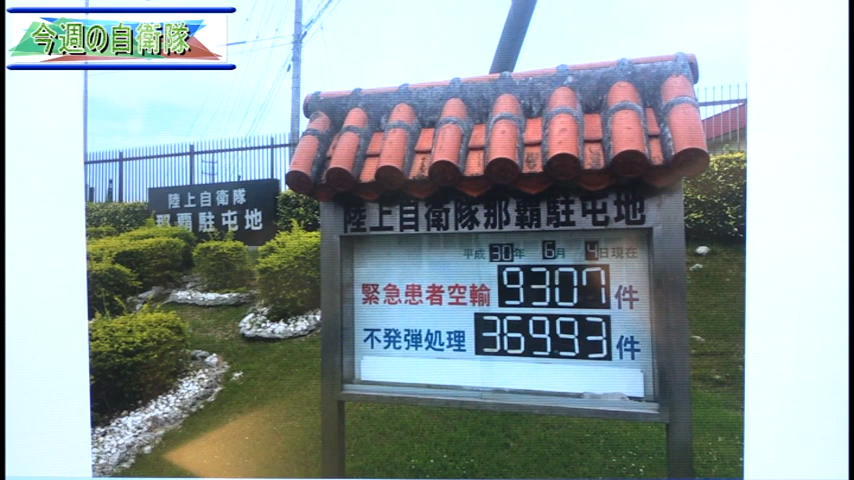 今週の自衛隊
陸上自衛隊
那覇駐屯地
陸上自衛隊那覇駐屯地
平成30年 6月 4日現在
緊急患者空輸 9307件
不発弾処理 36993件